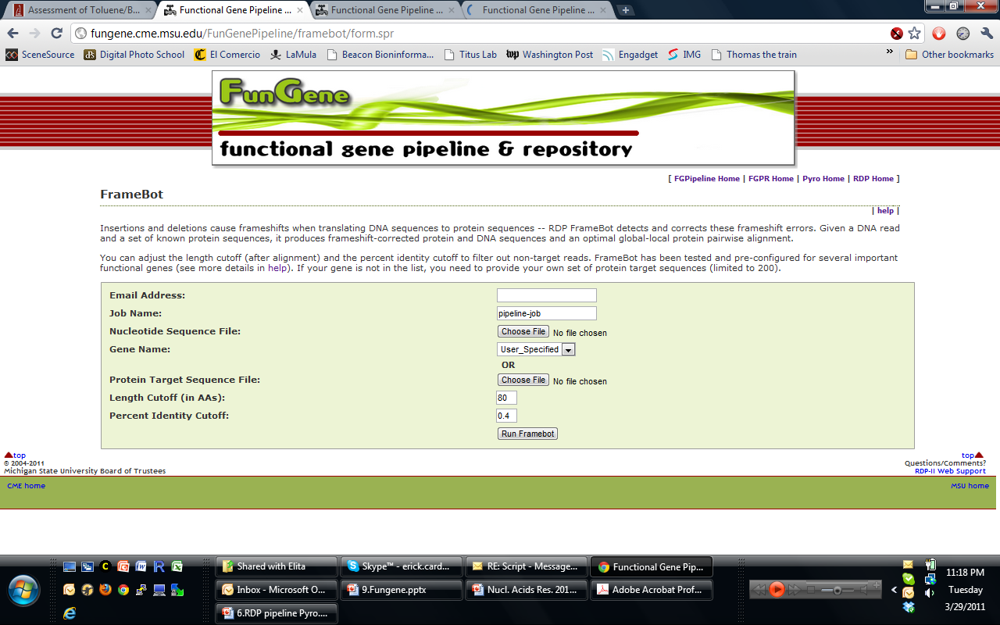 Assessment of Toluene/B...
Functional Gene Pipeline ...
Functional Gene Pipeline ...
Functional Gene Pipeline ...
fungene.cme.msu.edu/FunGenePipeline/framebot/form.spr
SceneSource
Digital Photo School
El Comercio
LaMula
Beacon Bioninforma...
Titus Lab
wp Washington Post
Engadget
IMG
Thomas the train
»
Other bookmarks
FunGene
functional gene pipeline & repository
[ FGPipeline Home | FGPR Home | Pyro Home | RDP Home ]
FrameBot
| help |
Insertions and deletions cause frameshifts when translating DNA sequences to protein sequences -- RDP FrameBot detects and corrects these frameshift errors. Given a DNA read
and a set of known protein sequences, it produces frameshift-corrected protein and DNA sequences and an optimal global-local protein pairwise alignment.
You can adjust the length cutoff (after alignment) and the percent identity cutoff to filter out non-target reads. FrameBot has been tested and pre-configured for several important
functional genes (see more details in help). If your gene is not in the list, you need to provide your own set of protein target sequences (limited to 200).
Email Address:
Job Name: pipeline-job
Nucleotide Sequence File: Choose File No file chosen
Gene Name: User_Specified
OR
Protein Target Sequence File: Choose File No file chosen
Length Cutoff (in AAs): 80
Percent Identity Cutoff: 0.4
Run Framebot
top
© 2004-2011
Michigan State University Board of Trustees
top
Questions/Comments?
RDP-II Web Support
CME home
MSU home
Shared with Elita
Skype™ - erick.card...
RE: Script - Message...
Functional Gene Pip...
Inbox - Microsoft O...
9.Fungene.pptx
Nucl. Acids Res. 201...
Adobe Acrobat Prof...
6.RDP pipeline Pyro....
11:18 PM
Tuesday
3/29/2011